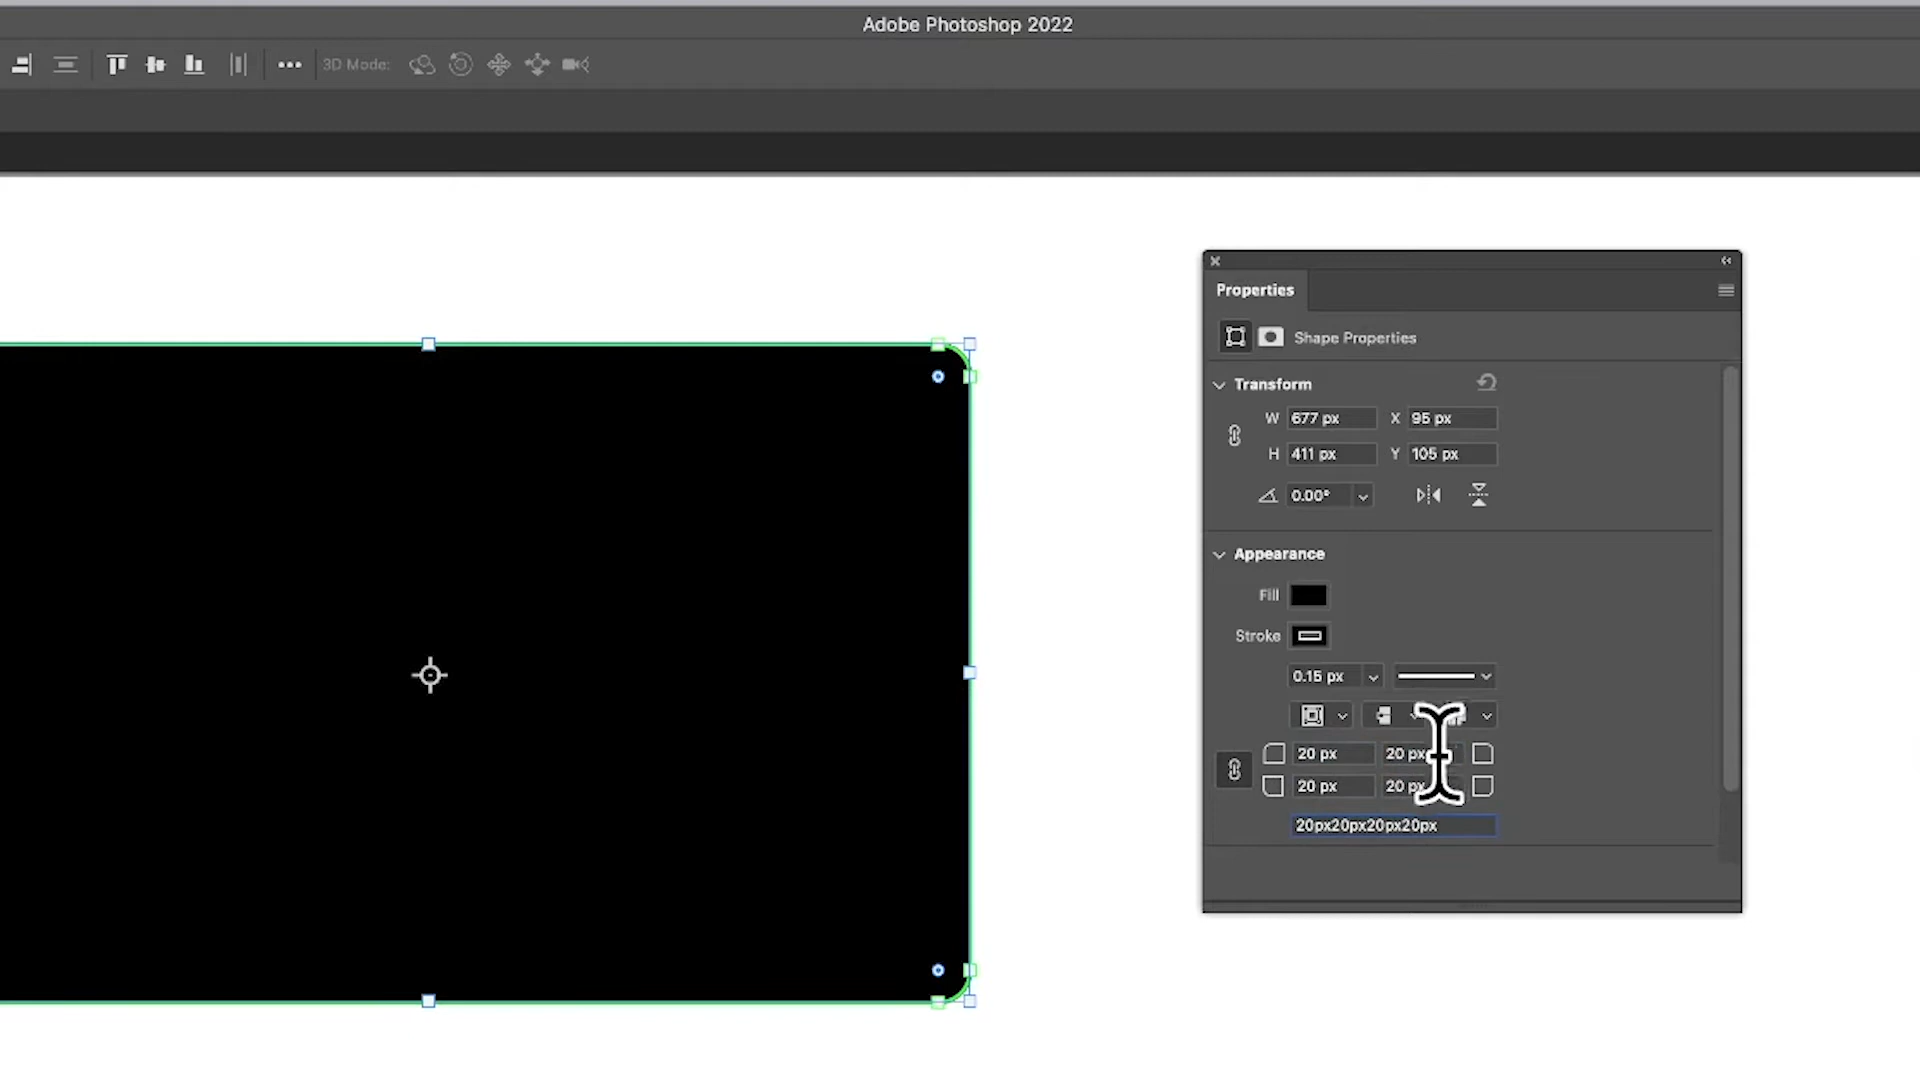 Adobe Photoshop 2022
3D Mode:
Properties
Shape Properties
Transform
W 677 px X 95 px
H 411 px Y 105 px
0.00°
Appearance
Fill
Stroke
0.15 px
20 px 20 px
20 px 20 px
20px20px20px20px